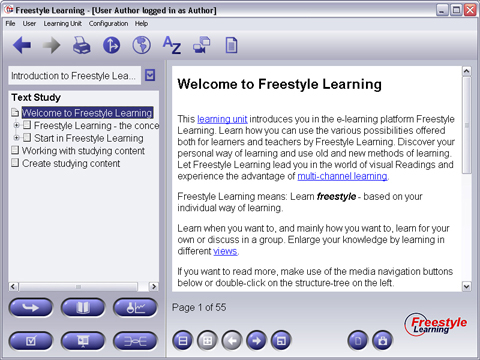 Freestyle Learning - [User Author logged in as Author]
File User Learning Unit Configuration Help
AZ
Introduction to Freestyle Lea...
Text Study
Welcome to Freestyle Learning
Freestyle Learning - the conce
Start in Freestyle Learning
Working with studying content
Create studying content
Welcome to Freestyle Learning
This learning unit introduces you in the e-learning platform Freestyle
Learning. Learn how you can use the various possibilities offered
both for learners and teachers by Freestyle Learning. Discover your
personal way of learning and use old and new methods of learning.
Let Freestyle Learning lead you in the world of visual Readings and
experience the advantage of multi-channel learning.
Freestyle Learning means: Learn freestyle - based on your
individual way of learning.
Learn when you want to, and mainly how you want to, learn for your
own or discuss in a group. Enlarge your knowledge by learning in
different views.
If you want to read more, make use of the media navigation buttons
below or double-click on the structure-tree on the left.
Page 1 of 55
Freestyle
Learning